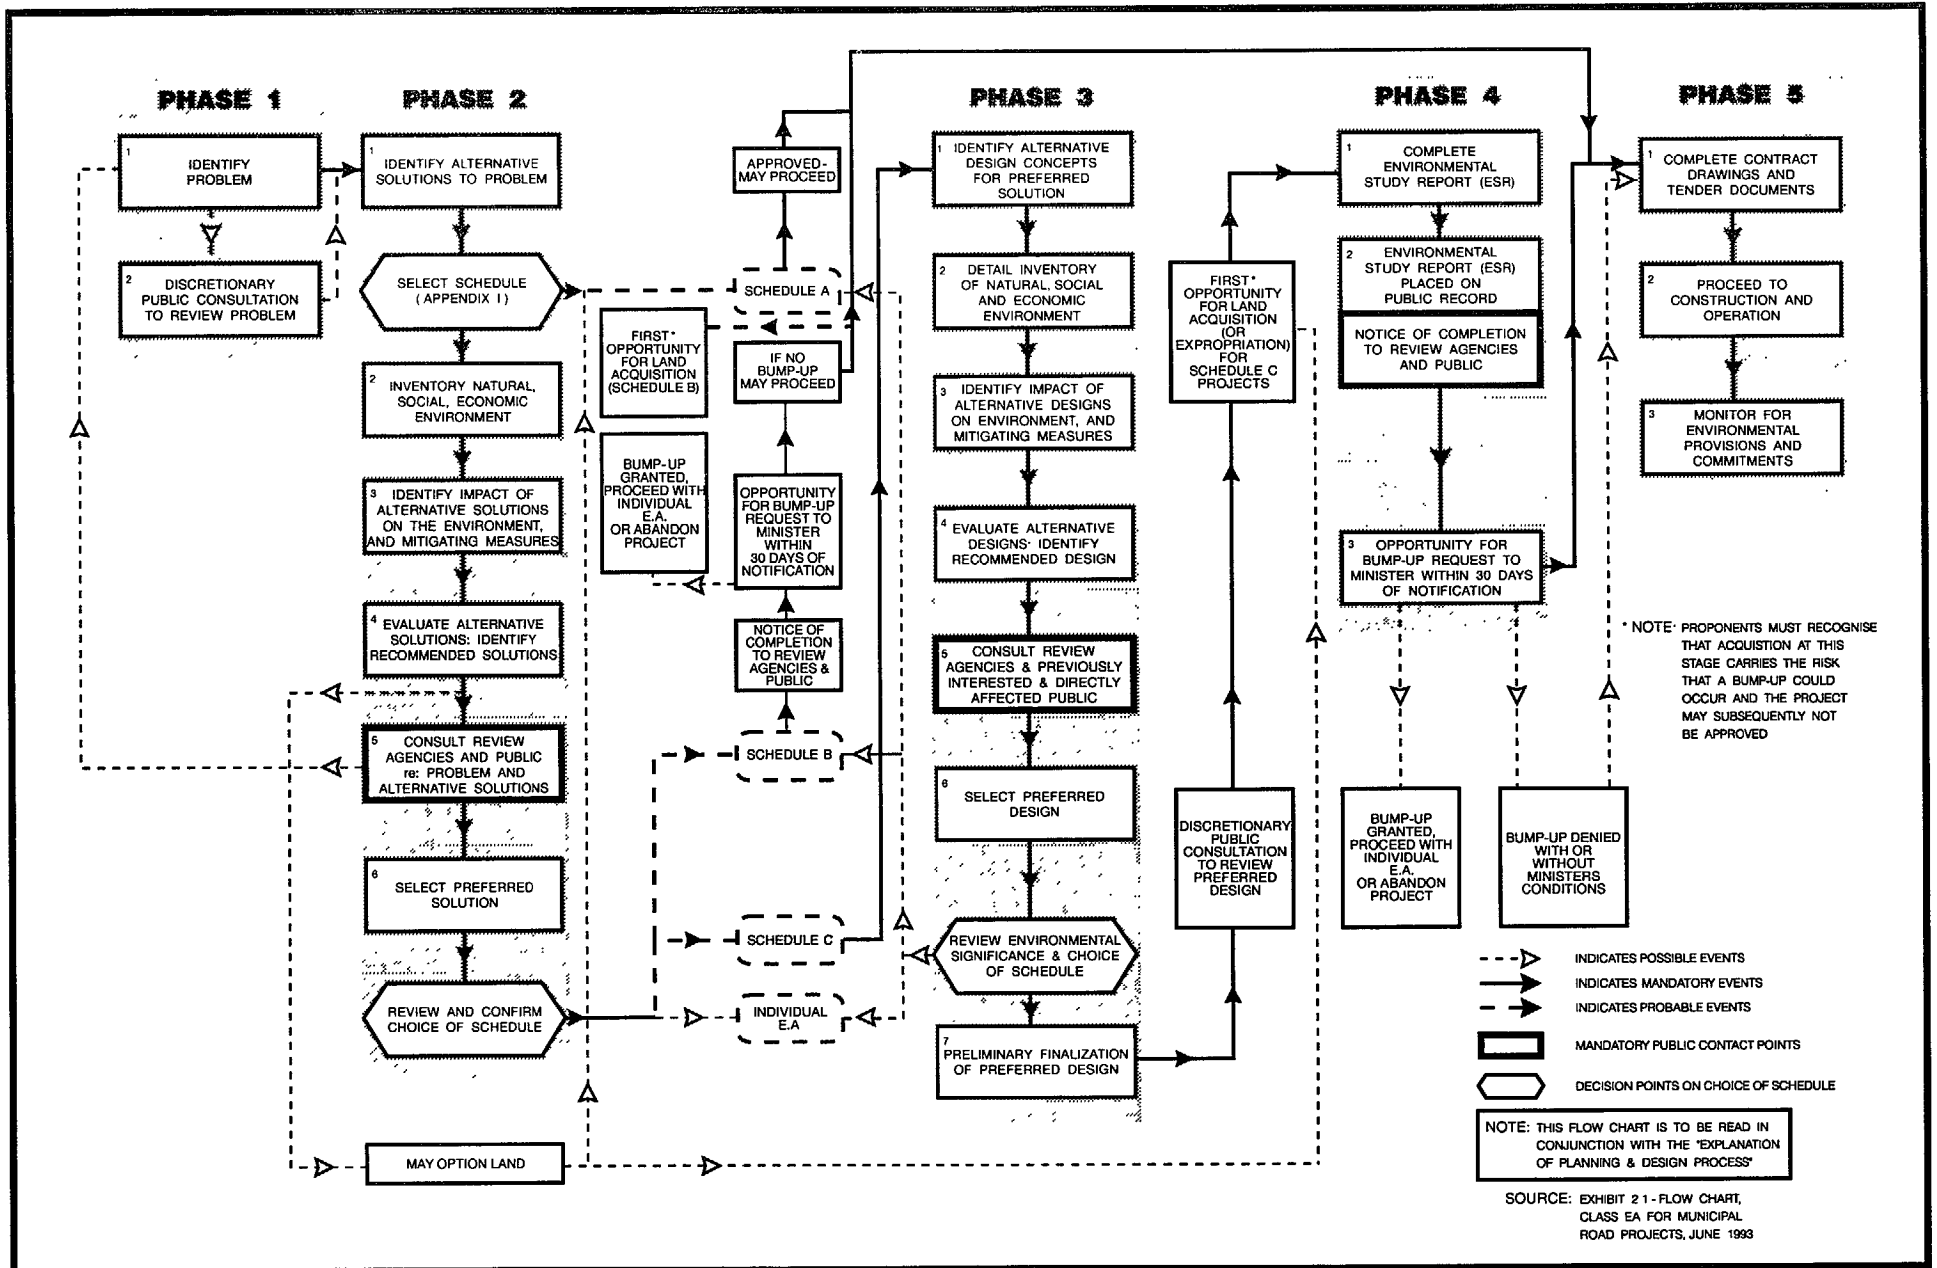 PHASE 1
1
IDENTIFY
PROBLEM
2
DISCRETIONARY
PUBLIC CONSULTATION
TO REVIEW PROBLEM
PHASE 2
1
IDENTIFY ALTERNATIVE
SOLUTIONS TO PROBLEM
SELECT SCHEDULE
( APPENDIX I )
2
INVENTORY NATURAL,
SOCIAL, ECONOMIC
ENVIRONMENT
3
IDENTIFY IMPACT OF
ALTERNATIVE SOLUTIONS
ON THE ENVIRONMENT,
AND MITIGATING MEASURES
4
EVALUATE ALTERNATIVE
SOLUTIONS: IDENTIFY
RECOMMENDED SOLUTIONS
5
CONSULT REVIEW
AGENCIES AND PUBLIC
re: PROBLEM AND
ALTERNATIVE SOLUTIONS
6
SELECT PREFERRED
SOLUTION
REVIEW AND CONFIRM
CHOICE OF SCHEDULE
MAY OPTION LAND
APPROVED-
MAY PROCEED
SCHEDULE A
FIRST*
OPPORTUNITY
FOR LAND
ACQUISITION
(SCHEDULE B)
IF NO
BUMP-UP
MAY PROCEED
BUMP-UP
GRANTED,
PROCEED WITH
INDIVIDUAL
E.A.
OR ABANDON
PROJECT
OPPORTUNITY
FOR BUMP-UP
REQUEST TO
MINISTER
WITHIN
30 DAYS OF
NOTIFICATION
NOTICE OF
COMPLETION
TO REVIEW
AGENCIES &
PUBLIC
SCHEDULE B
SCHEDULE C
INDIVIDUAL
E.A
PHASE 3
1
IDENTIFY ALTERNATIVE
DESIGN CONCEPTS
FOR PREFERRED
SOLUTION
2
DETAIL INVENTORY
OF NATURAL, SOCIAL
AND ECONOMIC
ENVIRONMENT
3
IDENTIFY IMPACT OF
ALTERNATIVE DESIGNS
ON ENVIRONMENT, AND
MITIGATING MEASURES
4
EVALUATE ALTERNATIVE
DESIGNS· IDENTIFY
RECOMMENDED DESIGN
5
CONSULT REVIEW
AGENCIES & PREVIOUSLY
INTERESTED & DIRECTLY
AFFECTED PUBLIC
6
SELECT PREFERRED
DESIGN
REVIEW ENVIRONMENTAL
SIGNIFICANCE & CHOICE
OF SCHEDULE
7
PRELIMINARY FINALIZATION
OF PREFERRED DESIGN
FIRST*
OPPORTUNITY
FOR LAND
ACQUISITION
(OR
EXPROPRIATION)
FOR
SCHEDULE C
PROJECTS
DISCRETIONARY
PUBLIC
CONSULTATION
TO REVIEW
PREFERRED
DESIGN
PHASE 4
1
COMPLETE
ENVIRONMENTAL
STUDY REPORT (ESR)
2
ENVIRONMENTAL
STUDY REPORT (ESR)
PLACED ON
PUBLIC RECORD
NOTICE OF COMPLETION
TO REVIEW AGENCIES
AND PUBLIC
3
OPPORTUNITY FOR
BUMP-UP REQUEST TO
MINISTER WITHIN 30 DAYS
OF NOTIFICATION
BUMP-UP
GRANTED,
PROCEED WITH
INDIVIDUAL
E.A.
OR ABANDON
PROJECT
BUMP-UP DENIED
WITH OR
WITHOUT
MINISTERS
CONDITIONS
PHASE 5
1
COMPLETE CONTRACT
DRAWINGS AND
TENDER DOCUMENTS
2
PROCEED TO
CONSTRUCTION AND
OPERATION
3
MONITOR FOR
ENVIRONMENTAL
PROVISIONS AND
COMMITMENTS
* NOTE· PROPONENTS MUST RECOGNISE
THAT ACQUISTION AT THIS
STAGE CARRIES THE RISK
THAT A BUMP-UP COULD
OCCUR AND THE PROJECT
MAY SUBSEQUENTLY NOT
BE APPROVED
INDICATES POSSIBLE EVENTS
INDICATES MANDATORY EVENTS
INDICATES PROBABLE EVENTS
MANDATORY PUBLIC CONTACT POINTS
DECISION POINTS ON CHOICE OF SCHEDULE
NOTE: THIS FLOW CHART IS TO BE READ IN
CONJUNCTION WITH THE "EXPLANATION
OF PLANNING & DESIGN PROCESS"
SOURCE: EXHIBIT 2 1 - FLOW CHART,
CLASS EA FOR MUNICIPAL
ROAD PROJECTS, JUNE 1993